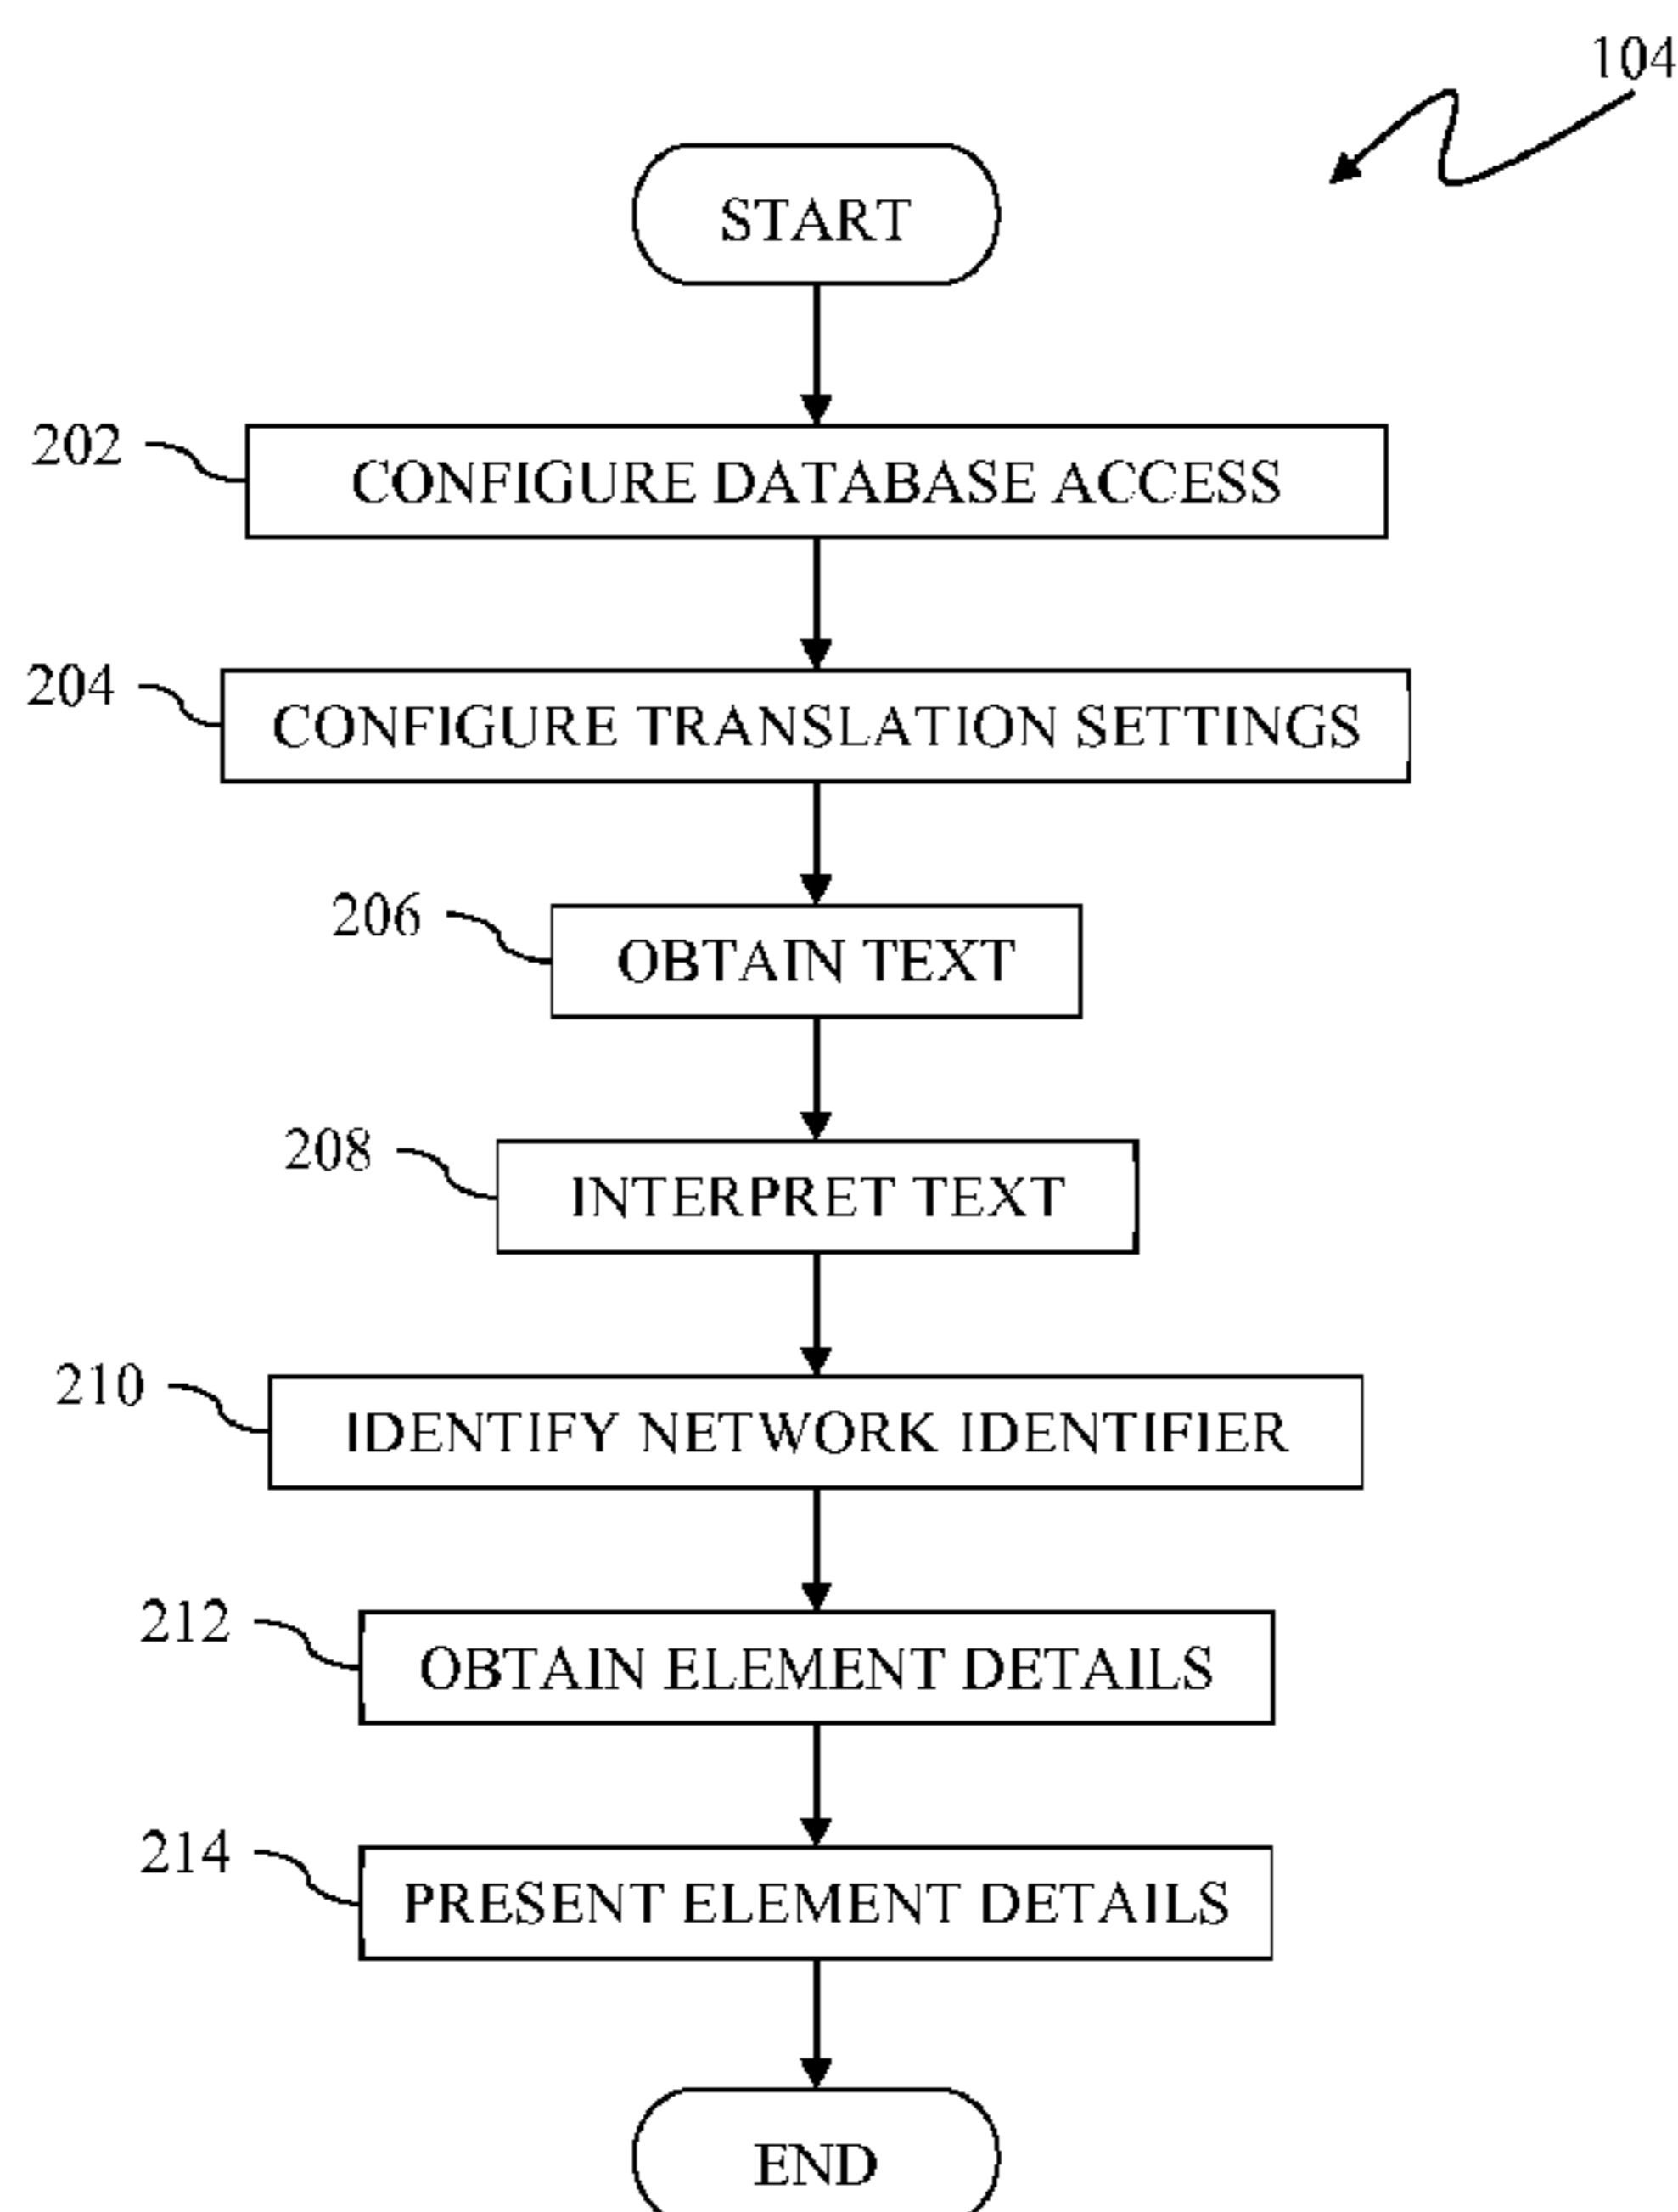 104
START
202
CONFIGURE DATABASE ACCESS
204
CONFIGURE TRANSLATION SETTINGS
206
OBTAIN TEXT
208
INTERPRET TEXT
210
IDENTIFY NETWORK IDENTIFIER
212
OBTAIN ELEMENT DETAILS
214
PRESENT ELEMENT DETAILS
END